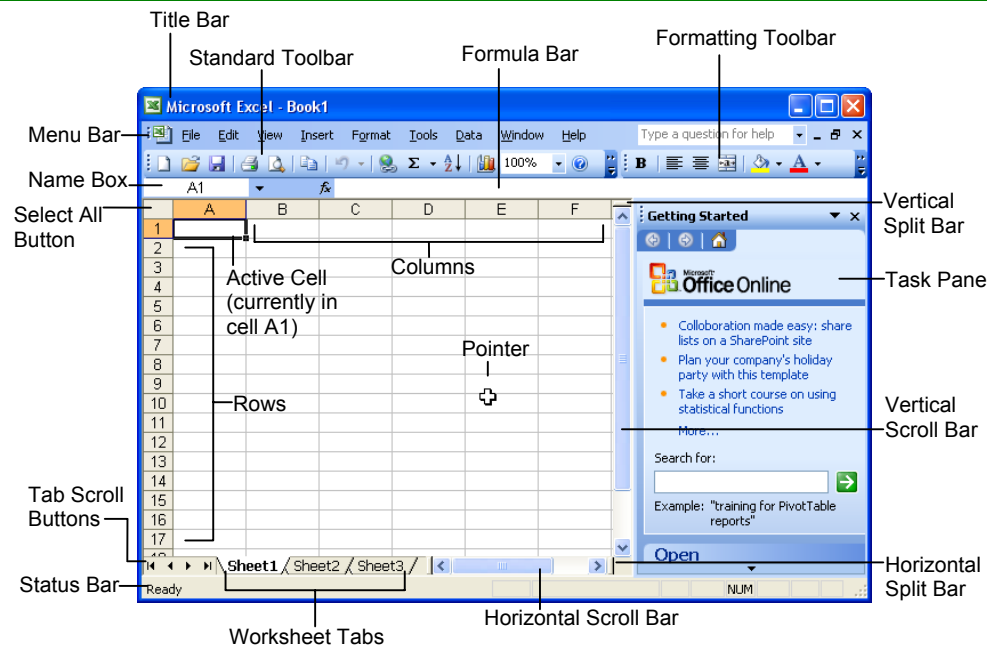 Title Bar
Standard Toolbar
Formula Bar
Formatting Toolbar
Microsoft Excel - Book1
Menu Bar
File Edit View Insert Format Tools Data Window Help
Type a question for help
100%
B
A
Name Box
A1
fx
Select All
Button
A B C D E F
Vertical
Split Bar
Getting Started
1
2
3
4
5
6
7
8
9
10
11
12
13
14
15
16
17
18
Active Cell
(currently in
cell A1)
Columns
Pointer
Rows
Microsoft
Office Online
Task Pane
Colloboration made easy: share
lists on a SharePoint site
Plan your company's holiday
party with this template
Take a short course on using
statistical functions
More...
Vertical
Scroll Bar
Search for:
Example: "training for PivotTable
reports"
Open
Tab Scroll
Buttons
Sheet1 Sheet2 Sheet3
Horizontal
Split Bar
Status Bar
Ready
NUM
Horizontal Scroll Bar
Worksheet Tabs